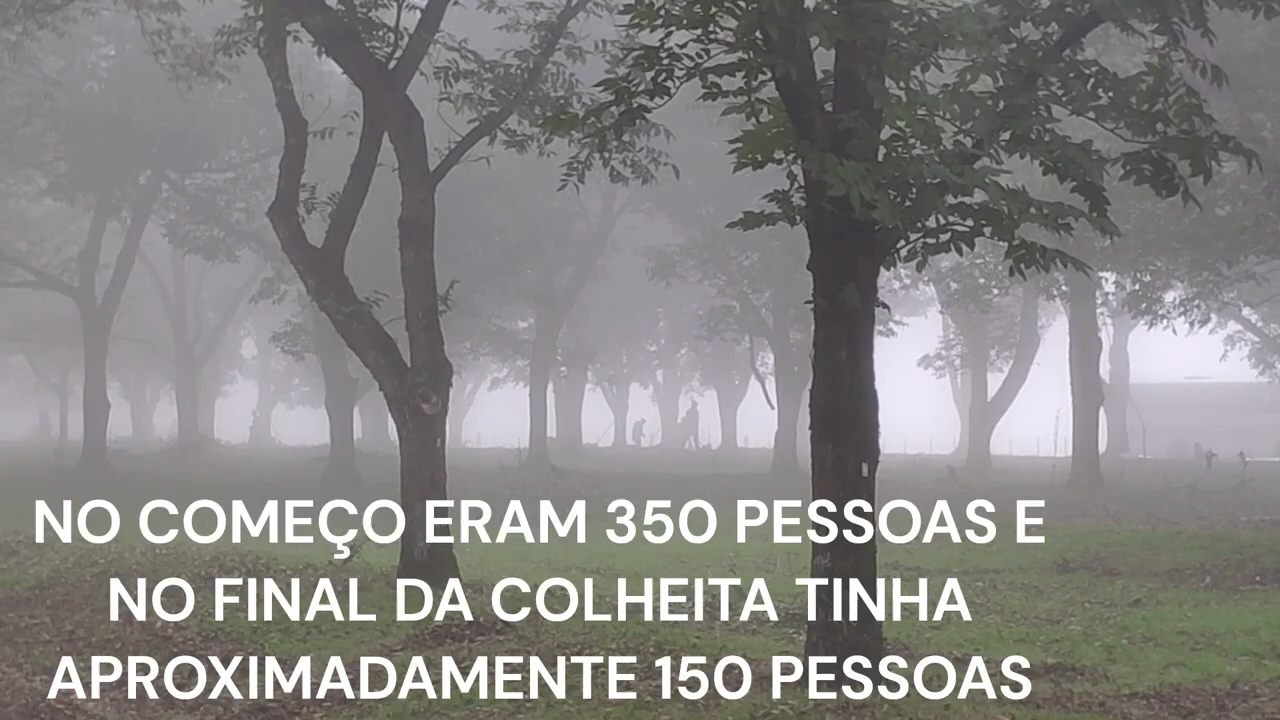 NO COMEÇO ERAM 350 PESSOAS E
NO FINAL DA COLHEITA TINHA
APROXIMADAMENTE 150 PESSOAS